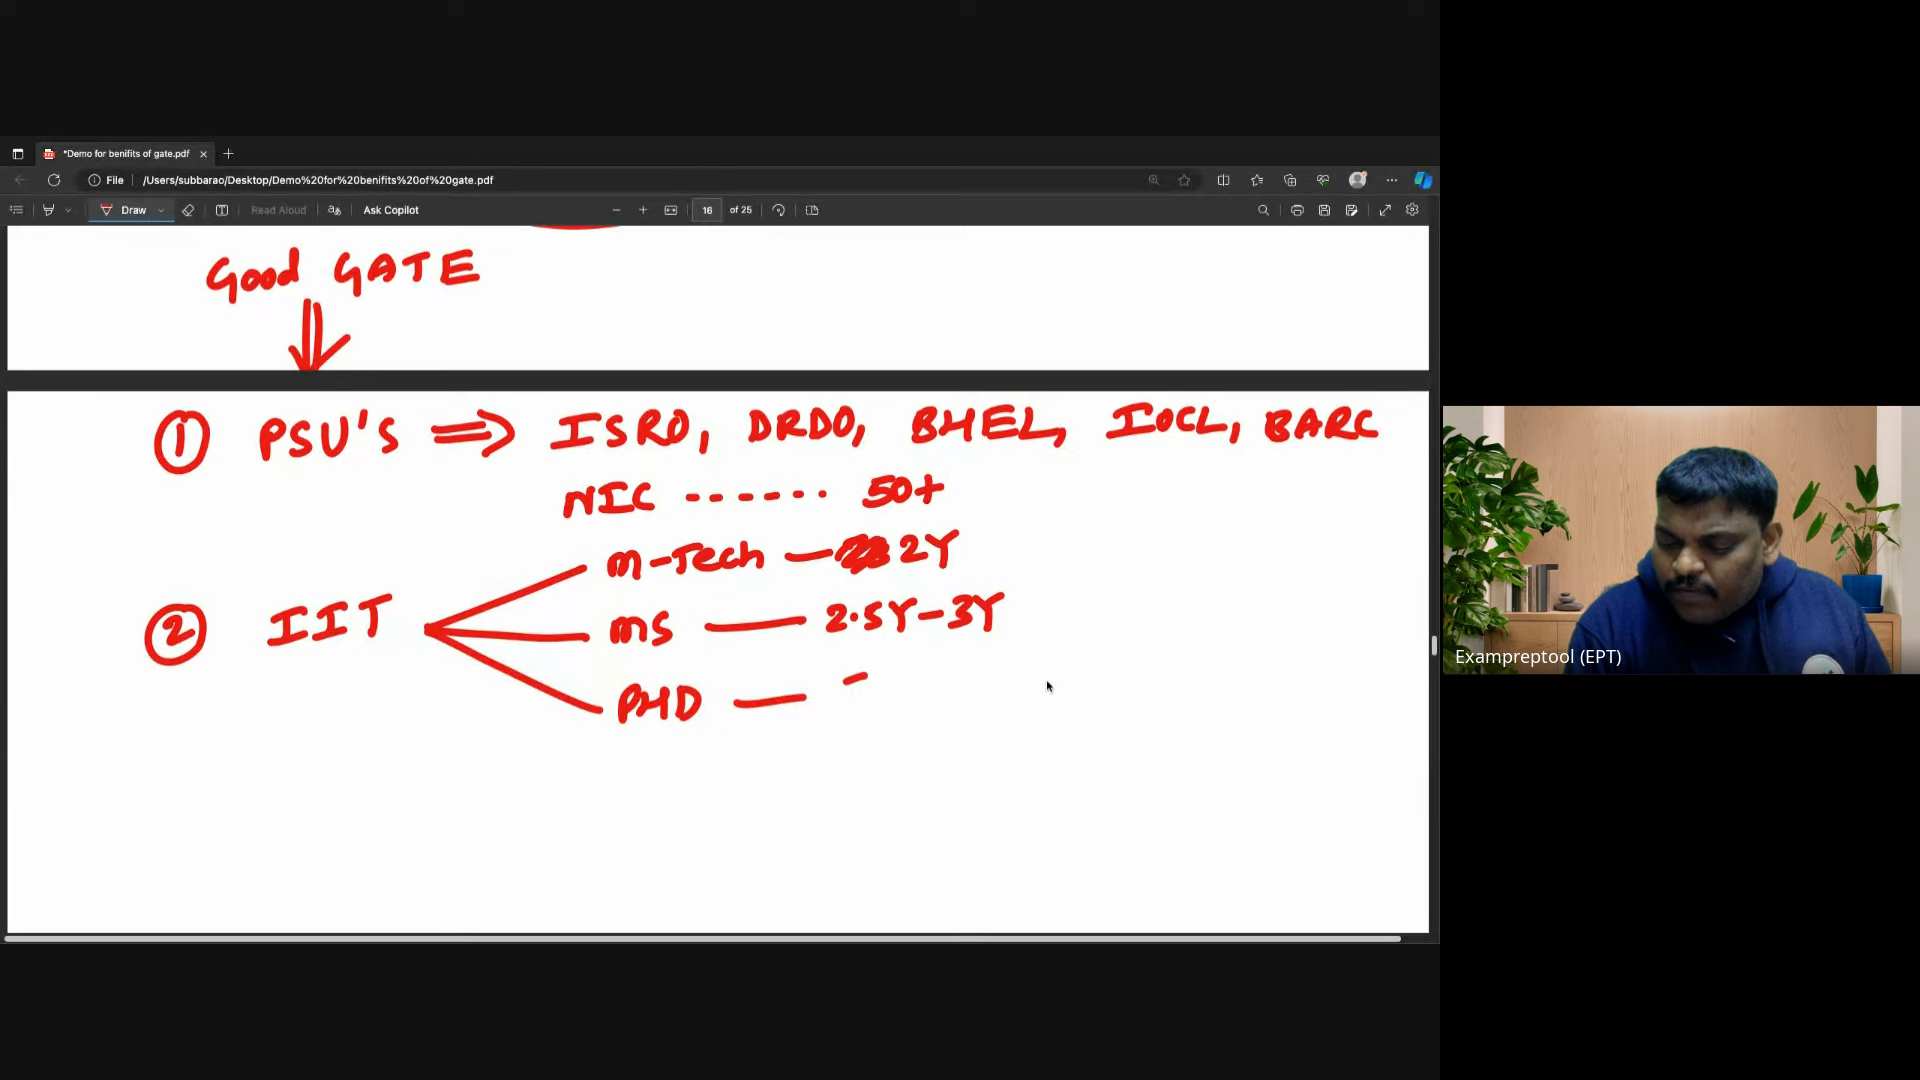 *Demo for benifits of gate.pdf
File /Users/subbarao/Desktop/Demo%20for%20benifits%20of%20gate.pdf
Draw Read Aloud Ask Copilot 16 of 25
Good GATE
① PSU'S ⇒ ISRO, DRDO, BHEL, IOCL, BARC
NIC ------ 50+
M-Tech — 2Y
② IIT
MS — 2.5Y-3Y
PHD —
Exampreptool (EPT)